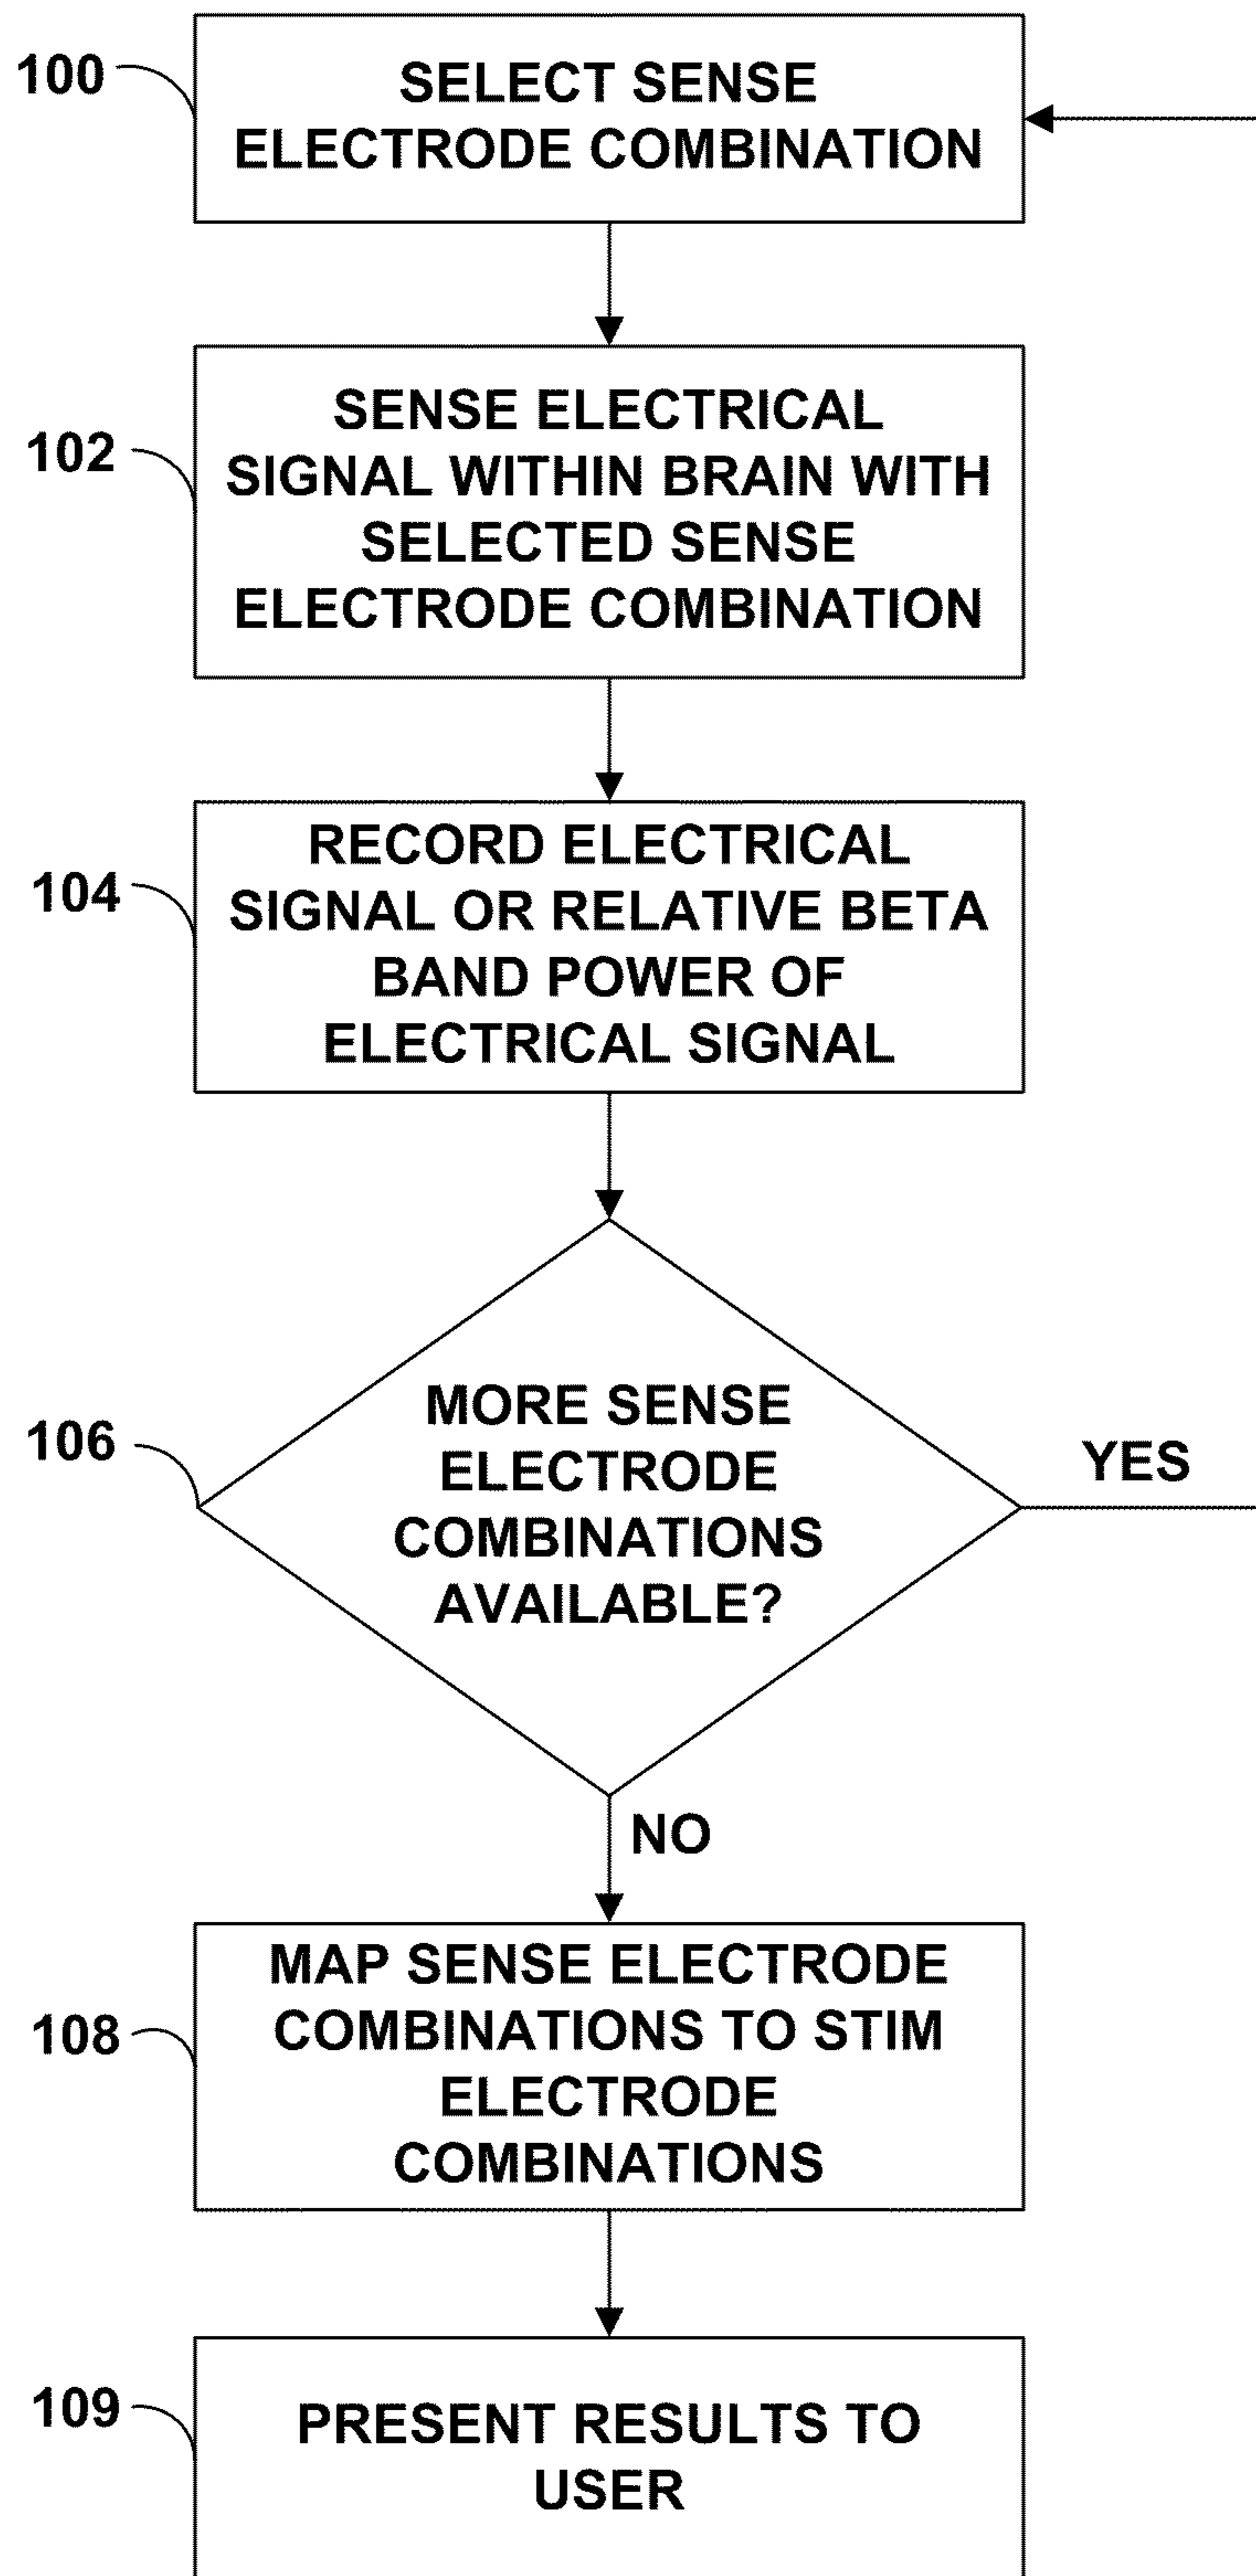 100
SELECT SENSE
ELECTRODE COMBINATION
102
SENSE ELECTRICAL
SIGNAL WITHIN BRAIN WITH
SELECTED SENSE
ELECTRODE COMBINATION
104
RECORD ELECTRICAL
SIGNAL OR RELATIVE BETA
BAND POWER OF
ELECTRICAL SIGNAL
106
MORE SENSE
ELECTRODE
COMBINATIONS
AVAILABLE?
YES
NO
108
MAP SENSE ELECTRODE
COMBINATIONS TO STIM
ELECTRODE
COMBINATIONS
109
PRESENT RESULTS TO
USER